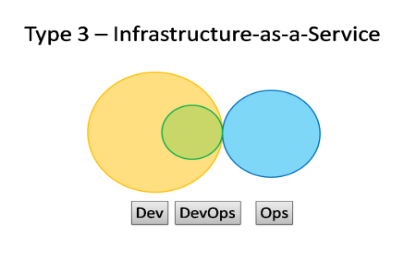 Type 3 – Infrastructure-as-a-Service
Dev DevOps Ops